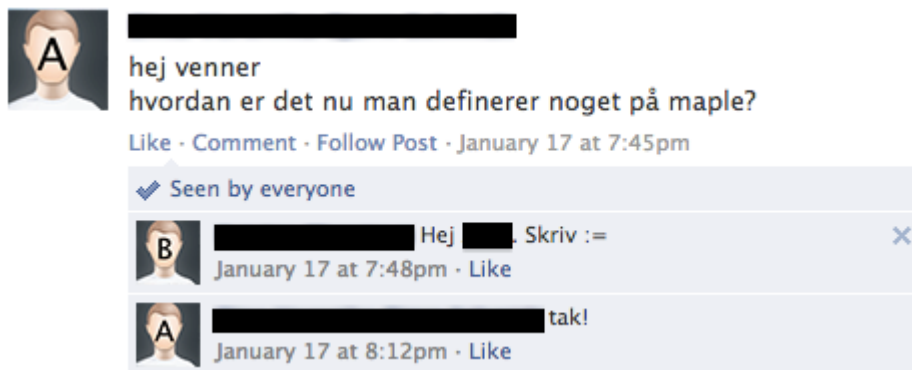 A
hej venner
hvordan er det nu man definerer noget på maple?
Like · Comment · Follow Post · January 17 at 7:45pm
Seen by everyone
B
Hej . Skriv :=
January 17 at 7:48pm · Like
A
tak!
January 17 at 8:12pm · Like